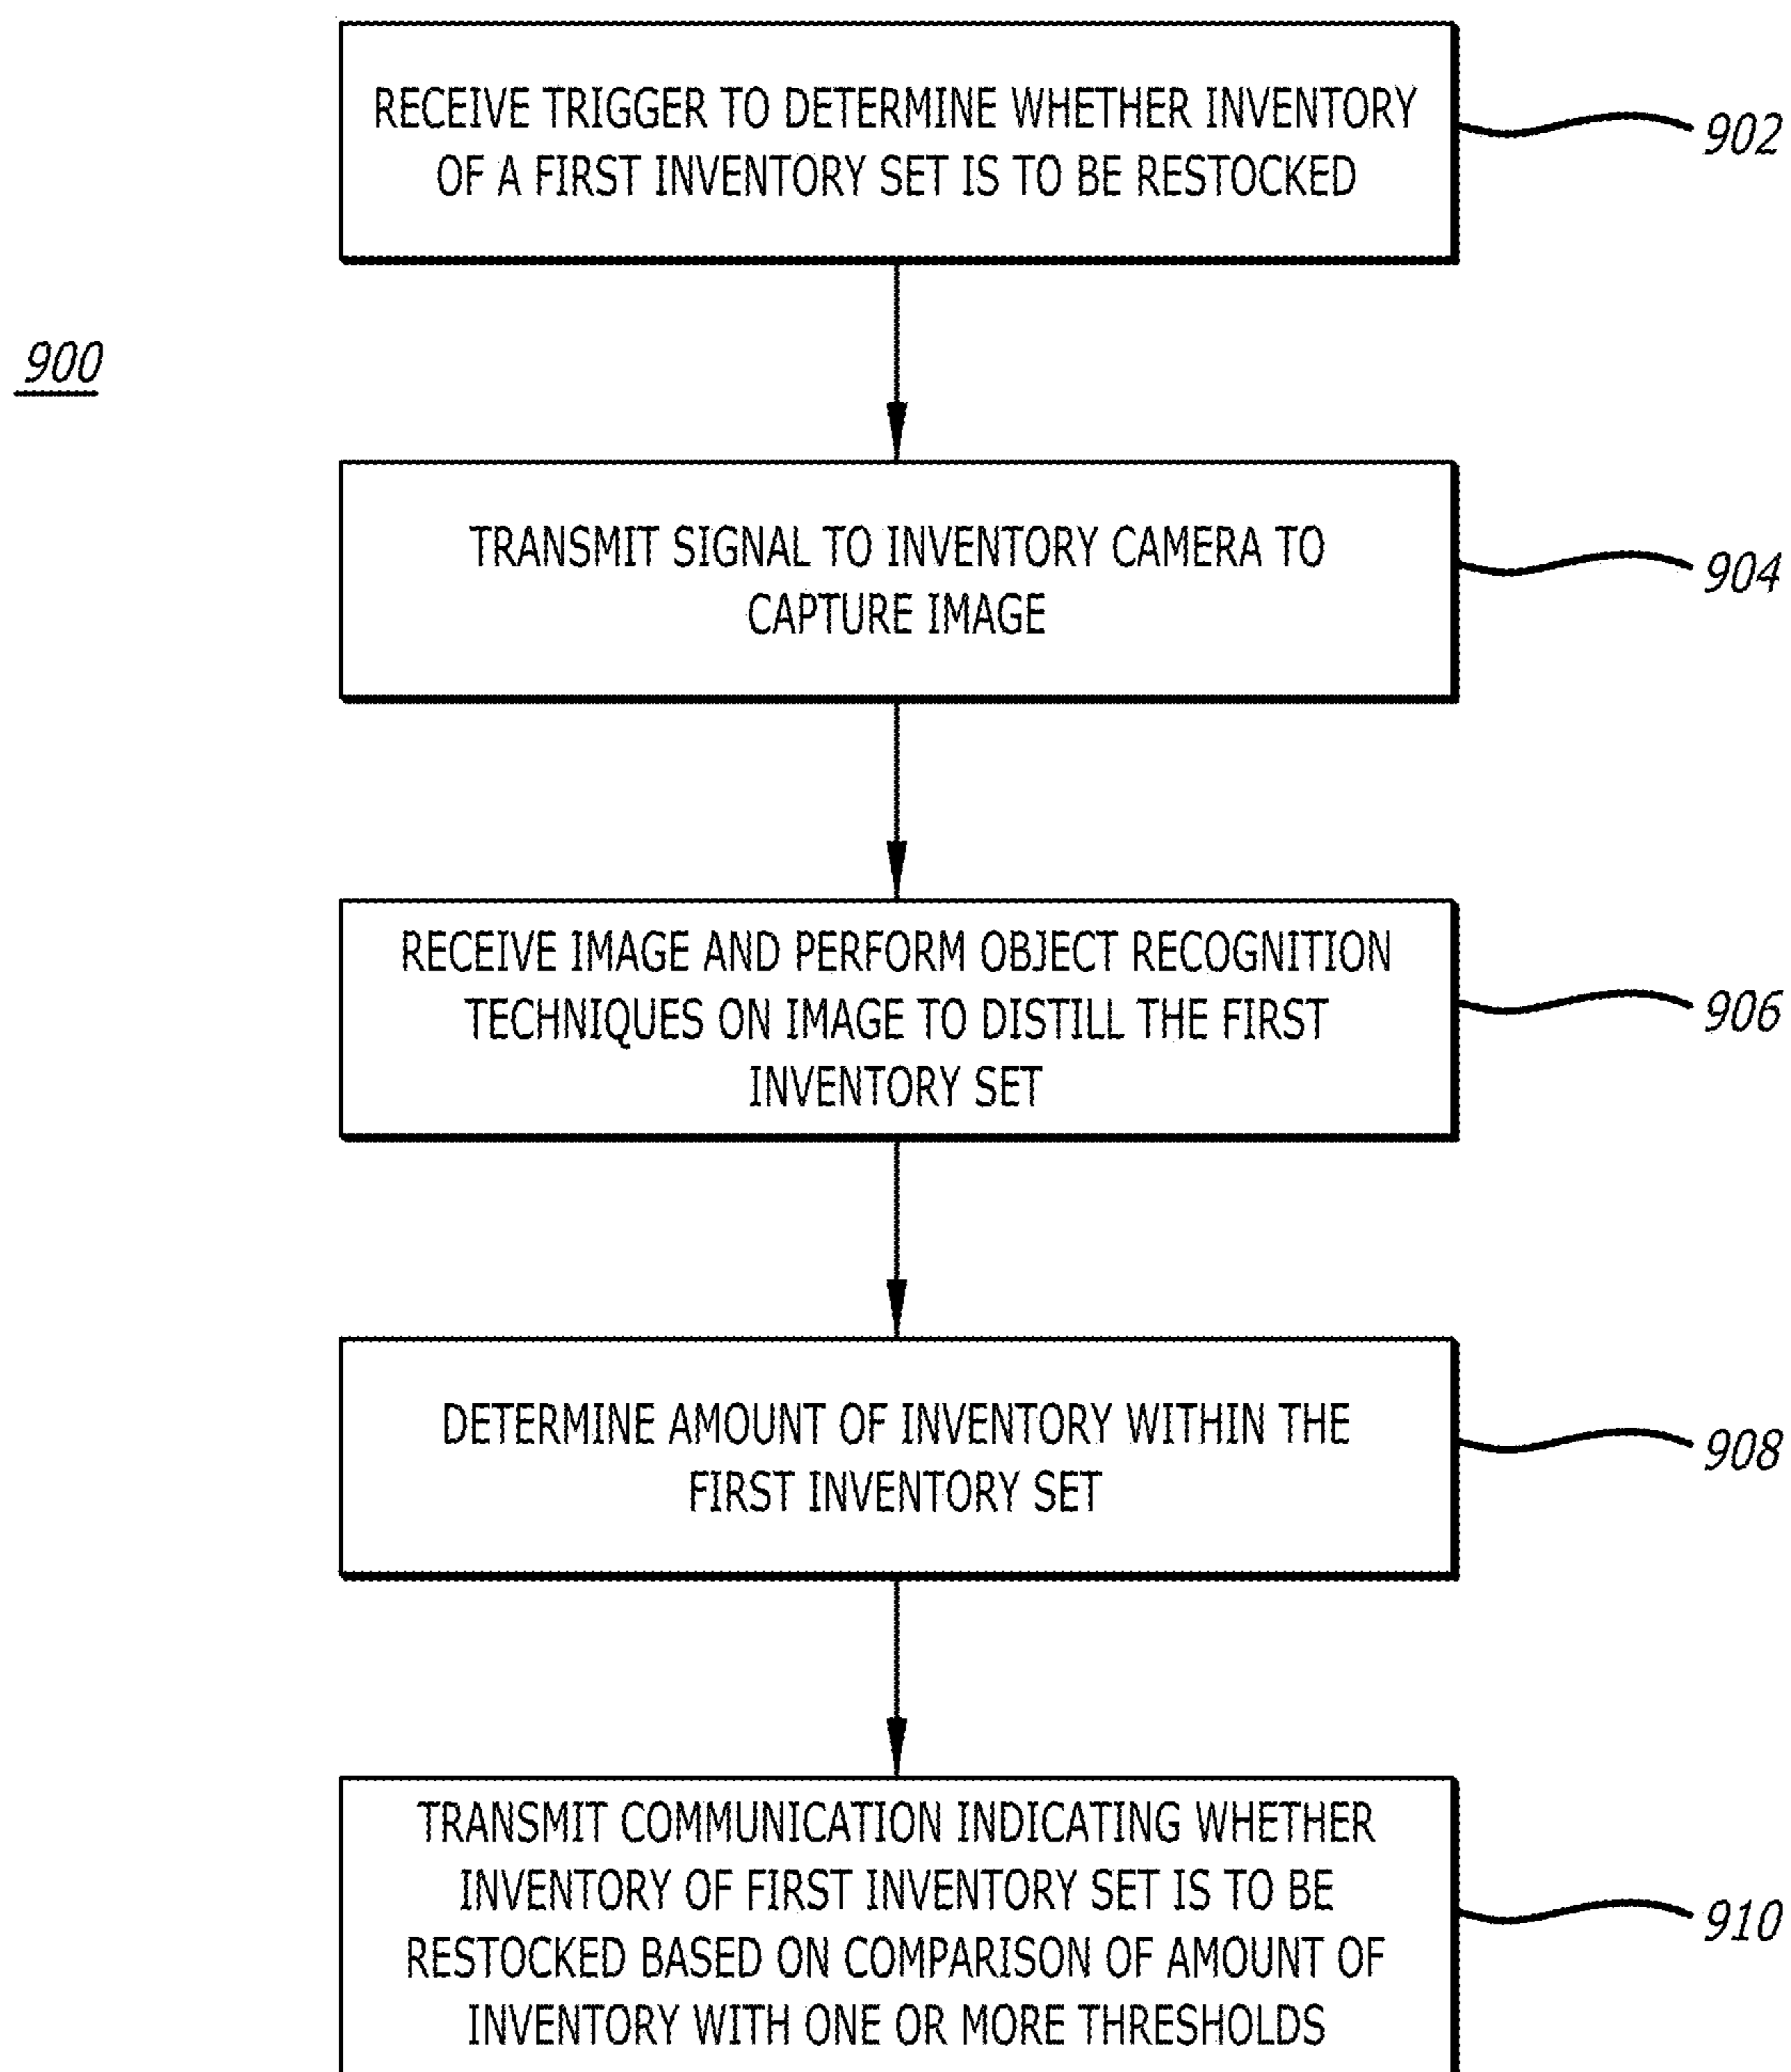 RECEIVE TRIGGER TO DETERMINE WHETHER INVENTORY
OF A FIRST INVENTORY SET IS TO BE RESTOCKED
902
900
TRANSMIT SIGNAL TO INVENTORY CAMERA TO
CAPTURE IMAGE
904
RECEIVE IMAGE AND PERFORM OBJECT RECOGNITION
TECHNIQUES ON IMAGE TO DISTILL THE FIRST
INVENTORY SET
906
DETERMINE AMOUNT OF INVENTORY WITHIN THE
FIRST INVENTORY SET
908
TRANSMIT COMMUNICATION INDICATING WHETHER
INVENTORY OF FIRST INVENTORY SET IS TO BE
RESTOCKED BASED ON COMPARISON OF AMOUNT OF
INVENTORY WITH ONE OR MORE THRESHOLDS
910